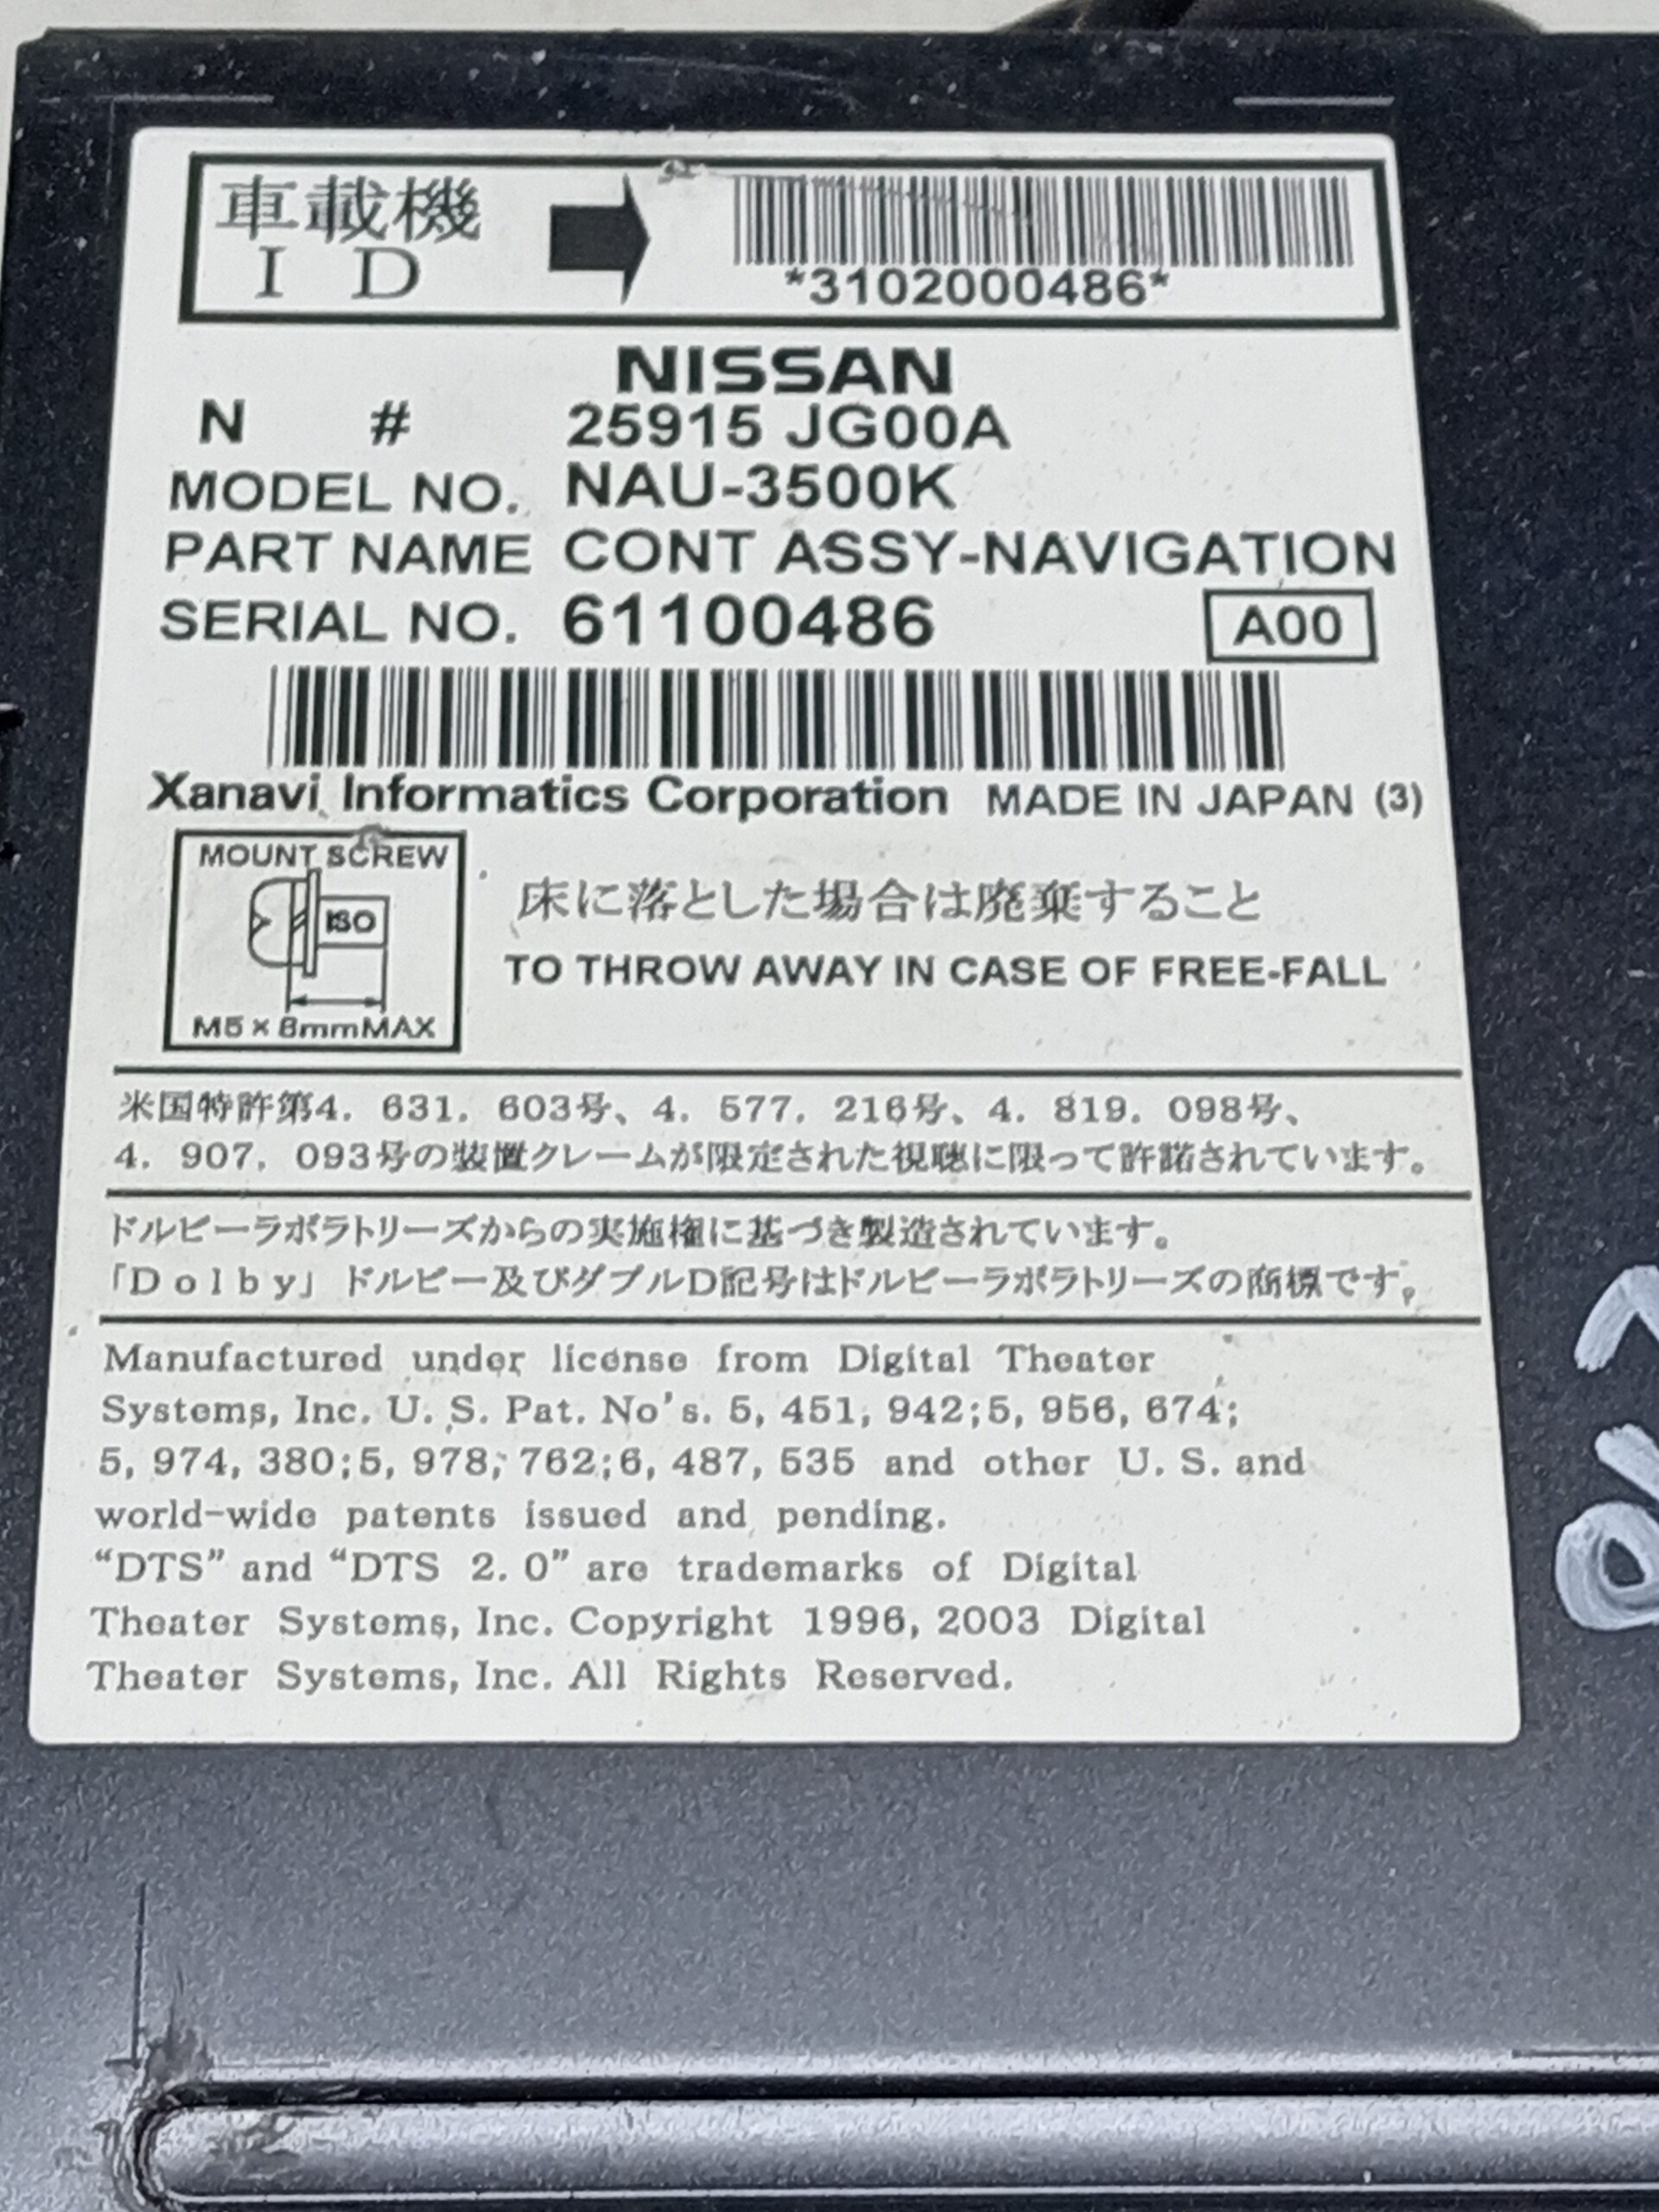 車載機
ID
*3102000486*
NISSAN
N # 25915 JG00A
MODEL NO. NAU-3500K
PART NAME CONT ASSY-NAVIGATION
SERIAL NO. 61100486 A00
Xanavi Informatics Corporation MADE IN JAPAN (3)
MOUNT SCREW
ISO
M5×8mmMAX
床に落とした場合は廃棄すること
TO THROW AWAY IN CASE OF FREE-FALL
米国特許第4. 631. 603号、4. 577. 216号、4. 819. 098号、
4. 907. 093号の装置クレームが限定された視聴に限って許諾されています。
ドルビーラボラトリーズからの実施権に基づき製造されています。
「Dolby」ドルビー及びダブルD記号はドルビーラボラトリーズの商標です。
Manufactured under license from Digital Theater
Systems, Inc. U. S. Pat. No's. 5, 451, 942;5, 956, 674;
5, 974, 380;5, 978, 762;6, 487, 535 and other U. S. and
world-wide patents issued and pending.
"DTS" and "DTS 2. 0" are trademarks of Digital
Theater Systems, Inc. Copyright 1996, 2003 Digital
Theater Systems, Inc. All Rights Reserved.